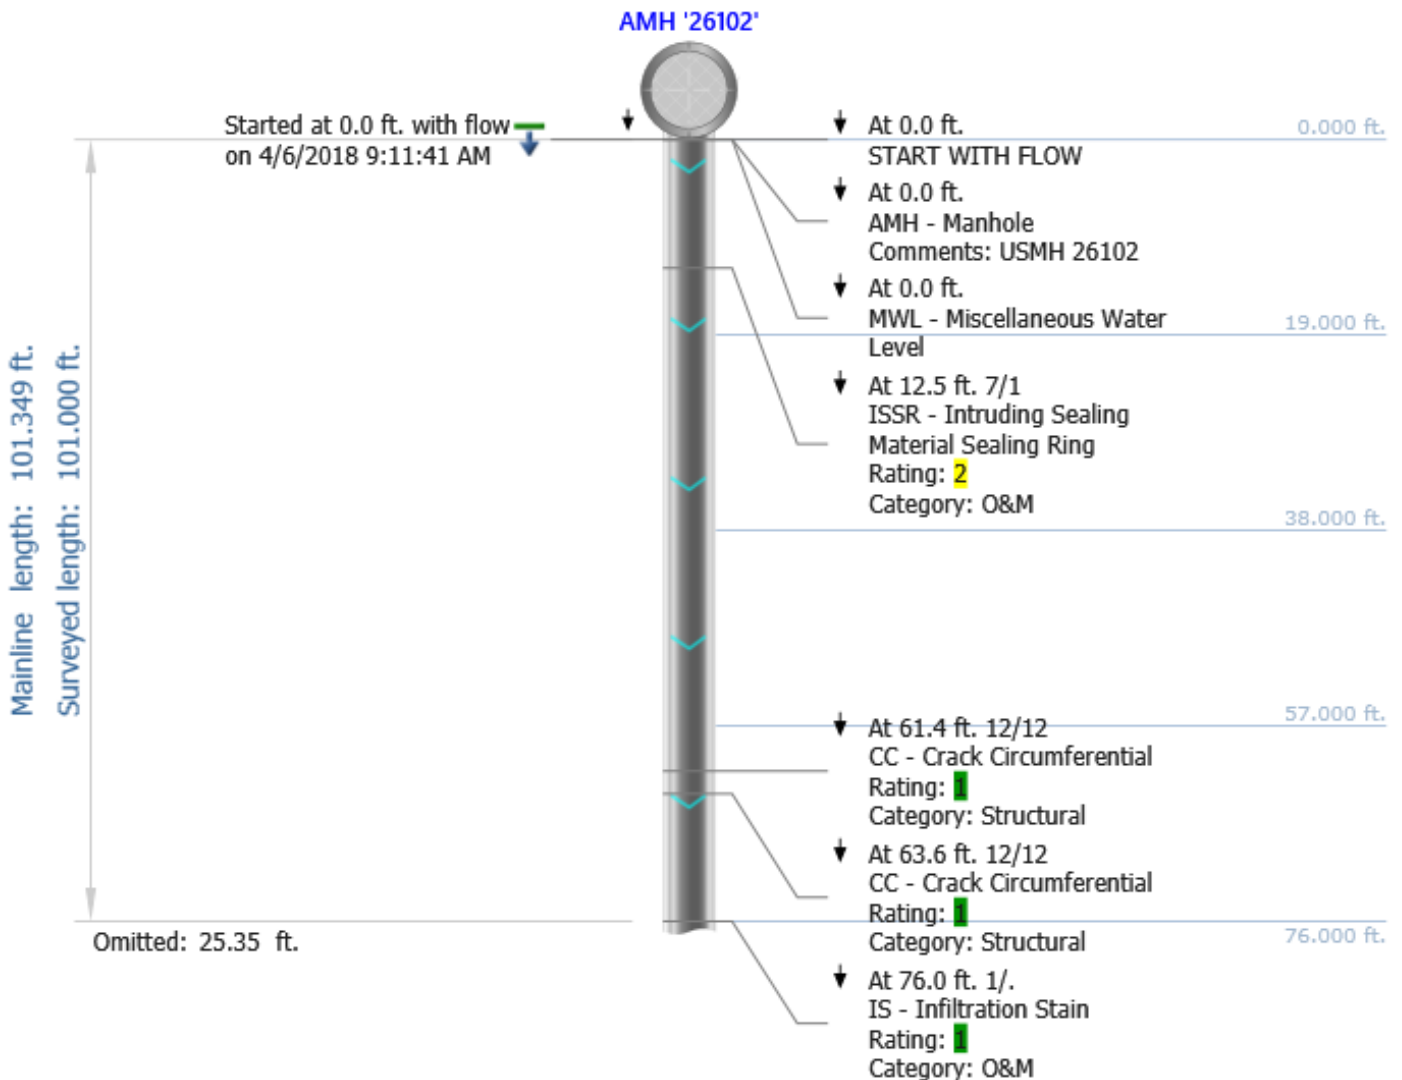 AMH '26102'
Started at 0.0 ft. with flow
on 4/6/2018 9:11:41 AM
Mainline length: 101.349 ft.
Surveyed length: 101.000 ft.
At 0.0 ft.
START WITH FLOW
0.000 ft.
At 0.0 ft.
AMH - Manhole
Comments: USMH 26102
At 0.0 ft.
MWL - Miscellaneous Water
Level
19.000 ft.
At 12.5 ft. 7/1
ISSR - Intruding Sealing
Material Sealing Ring
Rating: 2
Category: O&M
38.000 ft.
57.000 ft.
At 61.4 ft. 12/12
CC - Crack Circumferential
Rating: 1
Category: Structural
At 63.6 ft. 12/12
CC - Crack Circumferential
Rating: 1
Category: Structural
76.000 ft.
Omitted: 25.35 ft.
At 76.0 ft. 1/.
IS - Infiltration Stain
Rating: 1
Category: O&M